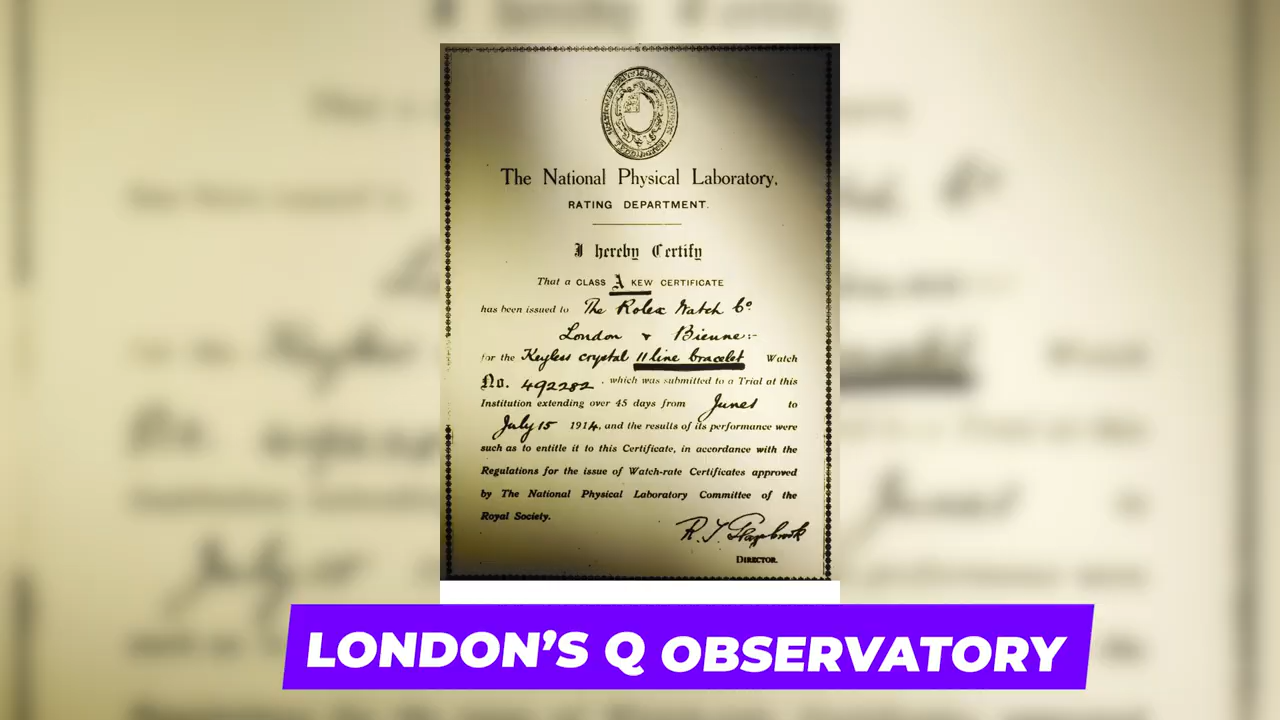 The National Physical Laboratory,
RATING DEPARTMENT.
I hereby Certify
That a CLASS A KEW CERTIFICATE
has been issued to The Rolex Watch Cº
London & Bienne:-
for the Keyless crystal 11 line bracelet Watch
No. 492282, which was submitted to a Trial at this
Institution extending over 45 days from June 1 to
July 15 1914, and the results of its performance were
such as to entitle it to this Certificate, in accordance with the
Regulations for the issue of Watch-rate Certificates approved
by The National Physical Laboratory Committee of the
Royal Society.
R. T. Glazebrook
DIRECTOR.
LONDON'S Q OBSERVATORY